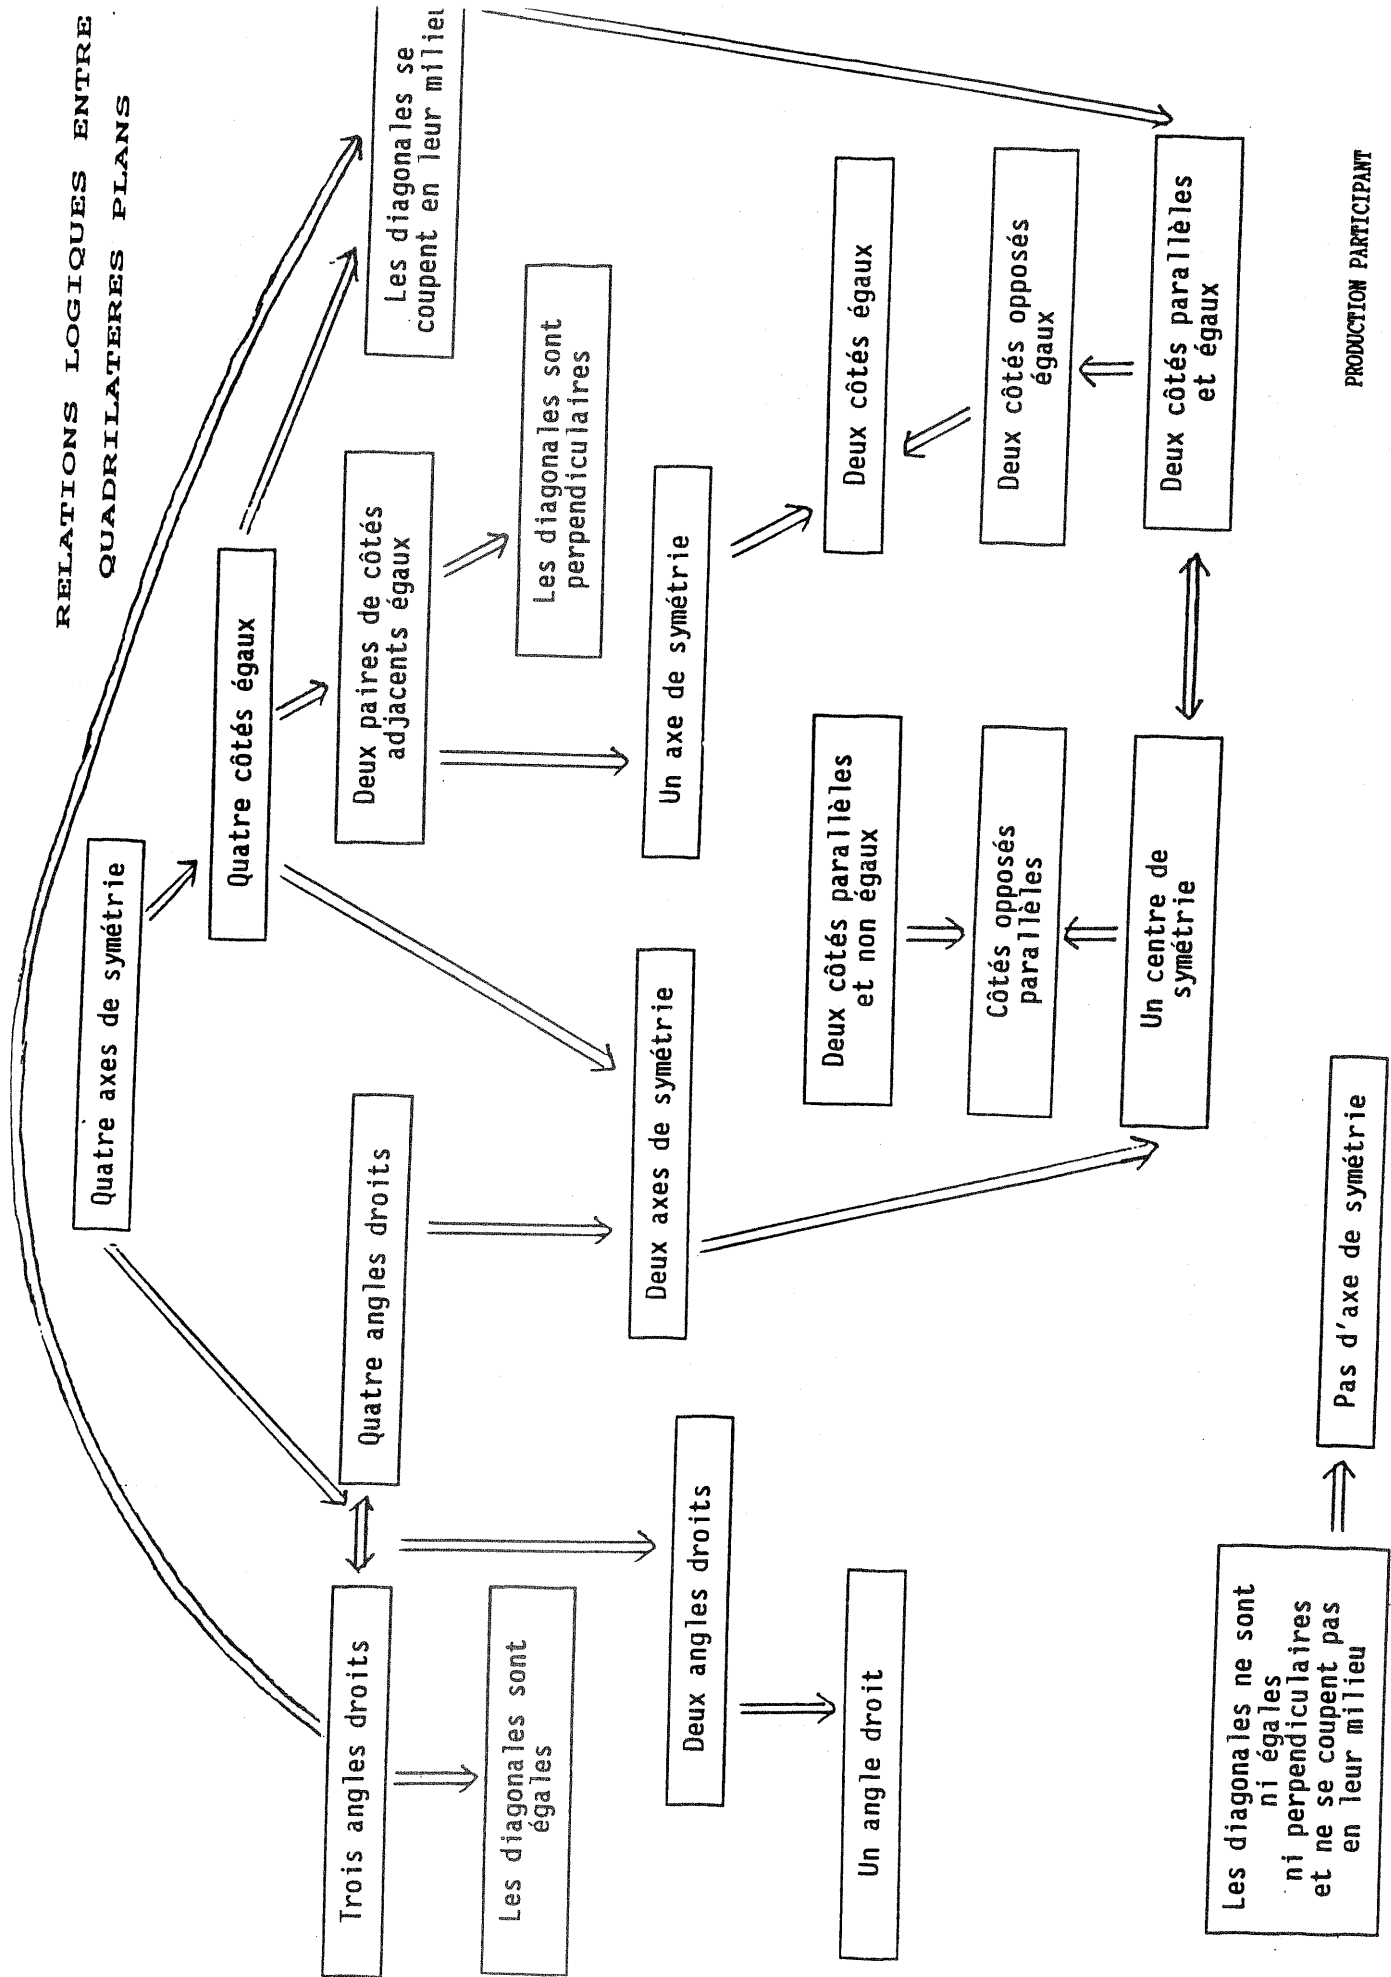 RELATIONS LOGIQUES ENTRE
QUADRILATERES PLANS
Quatre axes de symétrie
Quatre côtés égaux
Trois angles droits
Quatre angles droits
Deux paires de côtés
adjacents égaux
Les diagonales se
coupent en leur milieu
Les diagonales sont
égales
Les diagonales sont
perpendiculaires
Deux angles droits
Deux axes de symétrie
Un axe de symétrie
Un angle droit
Deux côtés parallèles
et non égaux
Deux côtés égaux
Côtés opposés
parallèles
Deux côtés opposés
égaux
Un centre de
symétrie
Deux côtés parallèles
et égaux
Les diagonales ne sont
ni égales
ni perpendiculaires
et ne se coupent pas
en leur milieu
Pas d'axe de symétrie
PRODUCTION PARTICIPANT